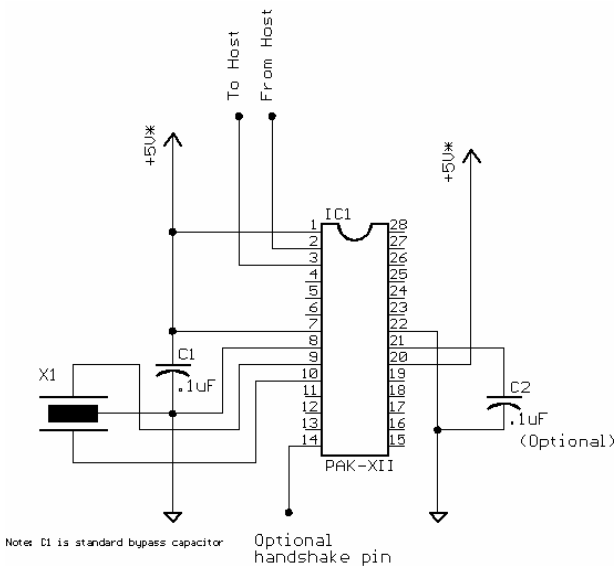 To Host
From Host
+5V*
+5V*
IC1
1
2
3
4
5
6
7
8
9
10
11
12
13
14
28
27
26
25
24
23
22
21
20
19
18
17
16
15
PAK-XII
C1
.1uF
X1
C2
.1uF
(Optional)
Note: C1 is standard bypass capacitor
Optional
handshake pin